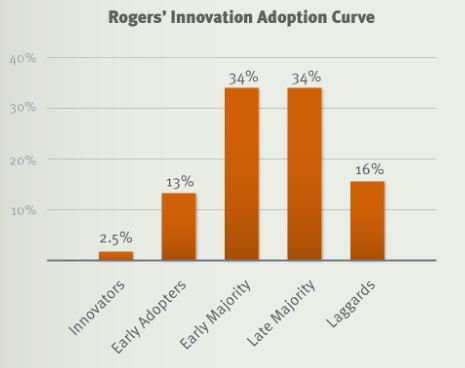 Rogers' Innovation Adoption Curve
40%
30%
20%
10%
2.5%
13%
34%
34%
16%
Innovators
Early Adopters
Early Majority
Late Majority
Laggards